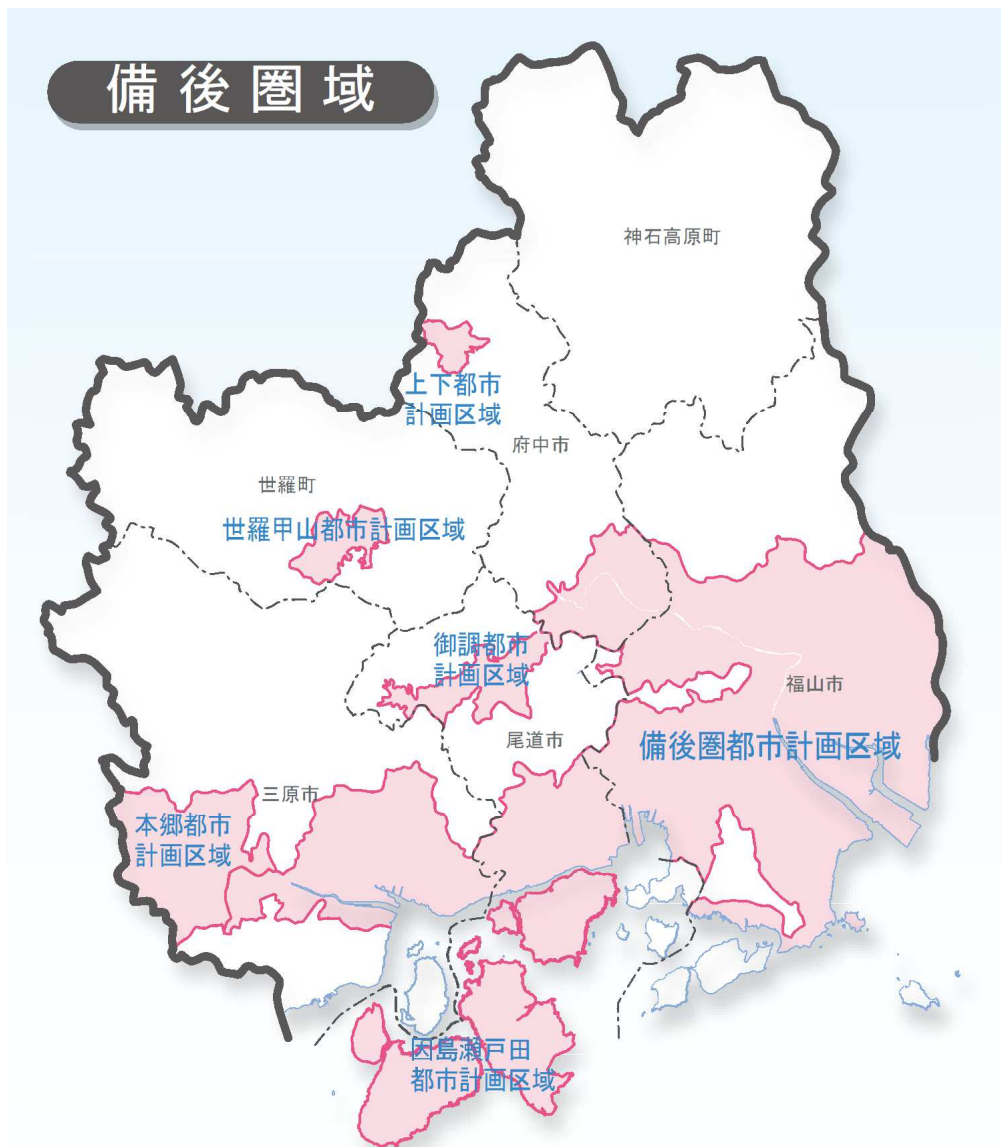 備後圏域
神石高原町
上下都市
計画区域
府中市
世羅町
世羅甲山都市計画区域
御調都市
計画区域
福山市
尾道市
備後圏都市計画区域
三原市
本郷都市
計画区域
因島瀬戸田
都市計画区域